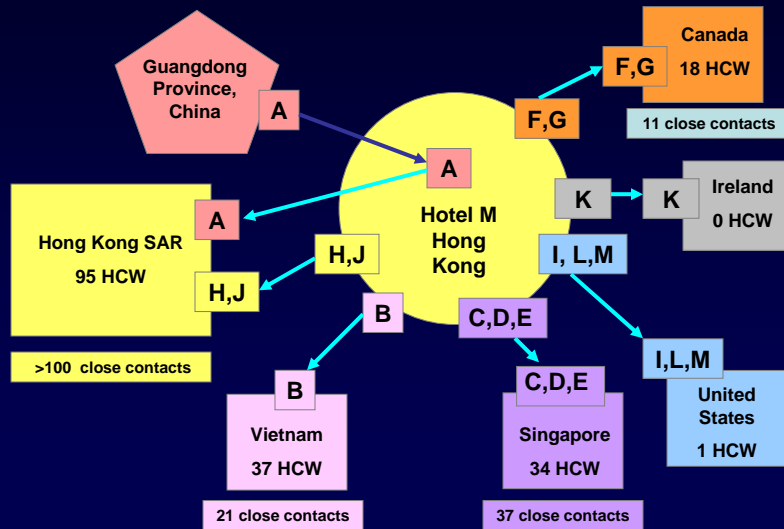 Guangdong
Province,
China
A
Canada
18 HCW
F,G
11 close contacts
F,G
A
Hotel M
Hong
Kong
K
K
Ireland
0 HCW
A
Hong Kong SAR
95 HCW
H,J
H,J
>100 close contacts
I, L,M
I,L,M
United
States
1 HCW
B
B
Vietnam
37 HCW
21 close contacts
C,D,E
C,D,E
Singapore
34 HCW
37 close contacts